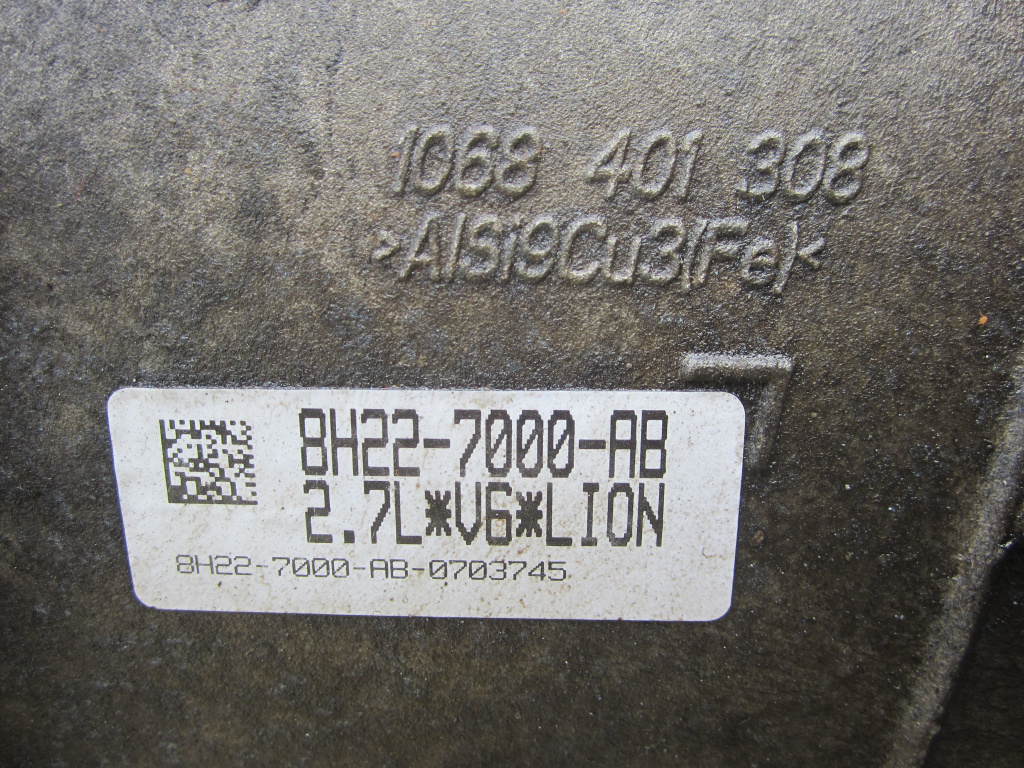 1068 401 308
>AlSi9Cu3(Fe)<
8H22-7000-AB
2.7L*V6*LION
8H22-7000-AB-0703745